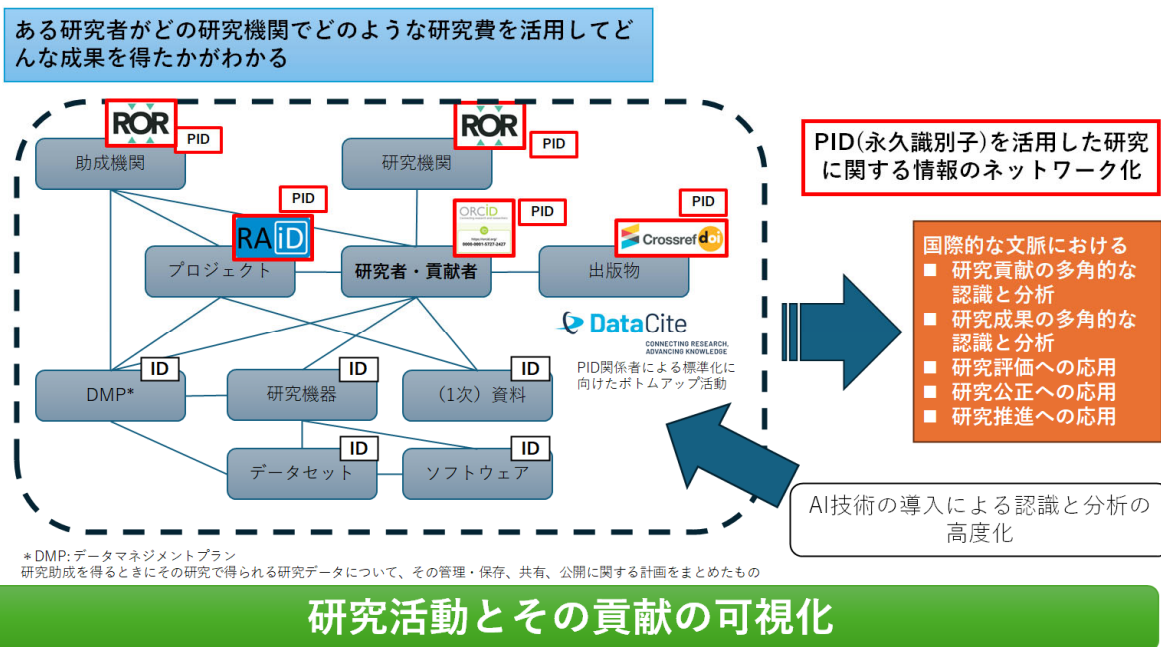 ある研究者がどの研究機関でどのような研究費を活用してど
んな成果を得たかがわかる
ROR
PID
助成機関
ROR
PID
研究機関
PID(永久識別子)を活用した研究
に関する情報のネットワーク化
PID
RAiD
プロジェクト
ORCID
PID
研究者・貢献者
PID
Crossref doi
出版物
国際的な文脈における
■ 研究貢献の多角的な
認識と分析
■ 研究成果の多角的な
認識と分析
■ 研究評価への応用
■ 研究公正への応用
■ 研究推進への応用
DataCite
CONNECTING RESEARCH,
ADVANCING KNOWLEDGE
PID関係者による標準化に
向けたボトムアップ活動
ID
DMP*
ID
研究機器
ID
(1次)資料
ID
データセット
ID
ソフトウェア
AI技術の導入による認識と分析の
高度化
*DMP:データマネジメントプラン
研究助成を得るときにその研究で得られる研究データについて、その管理・保存、共有、公開に関する計画をまとめたもの
研究活動とその貢献の可視化